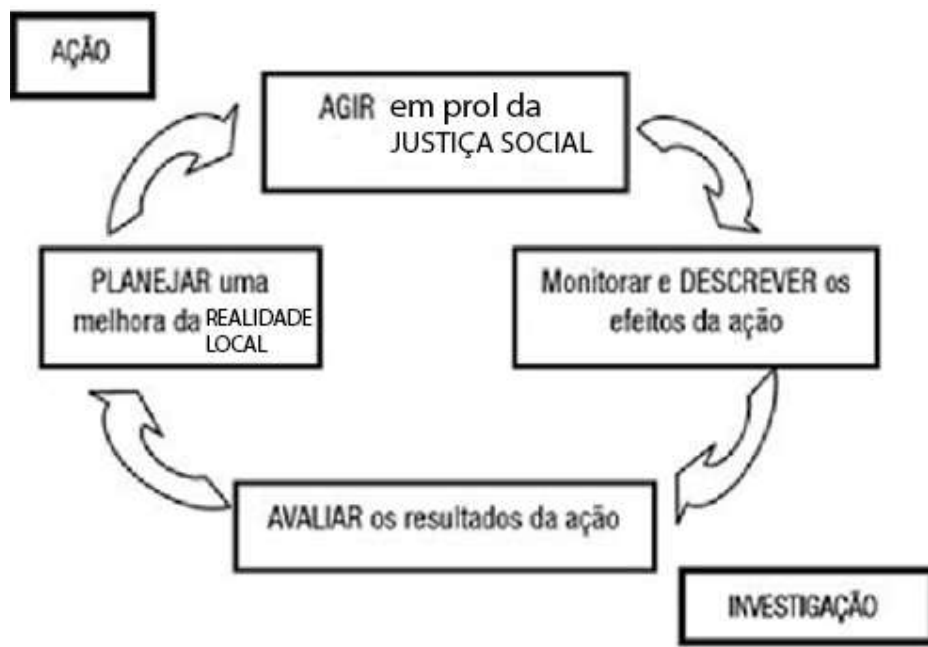 AÇÃO
AGIR em prol da
JUSTIÇA SOCIAL
PLANEJAR uma
melhora da REALIDADE
LOCAL
Monitorar e DESCREVER os
efeitos da ação
AVALIAR os resultados da ação
INVESTIGAÇÃO